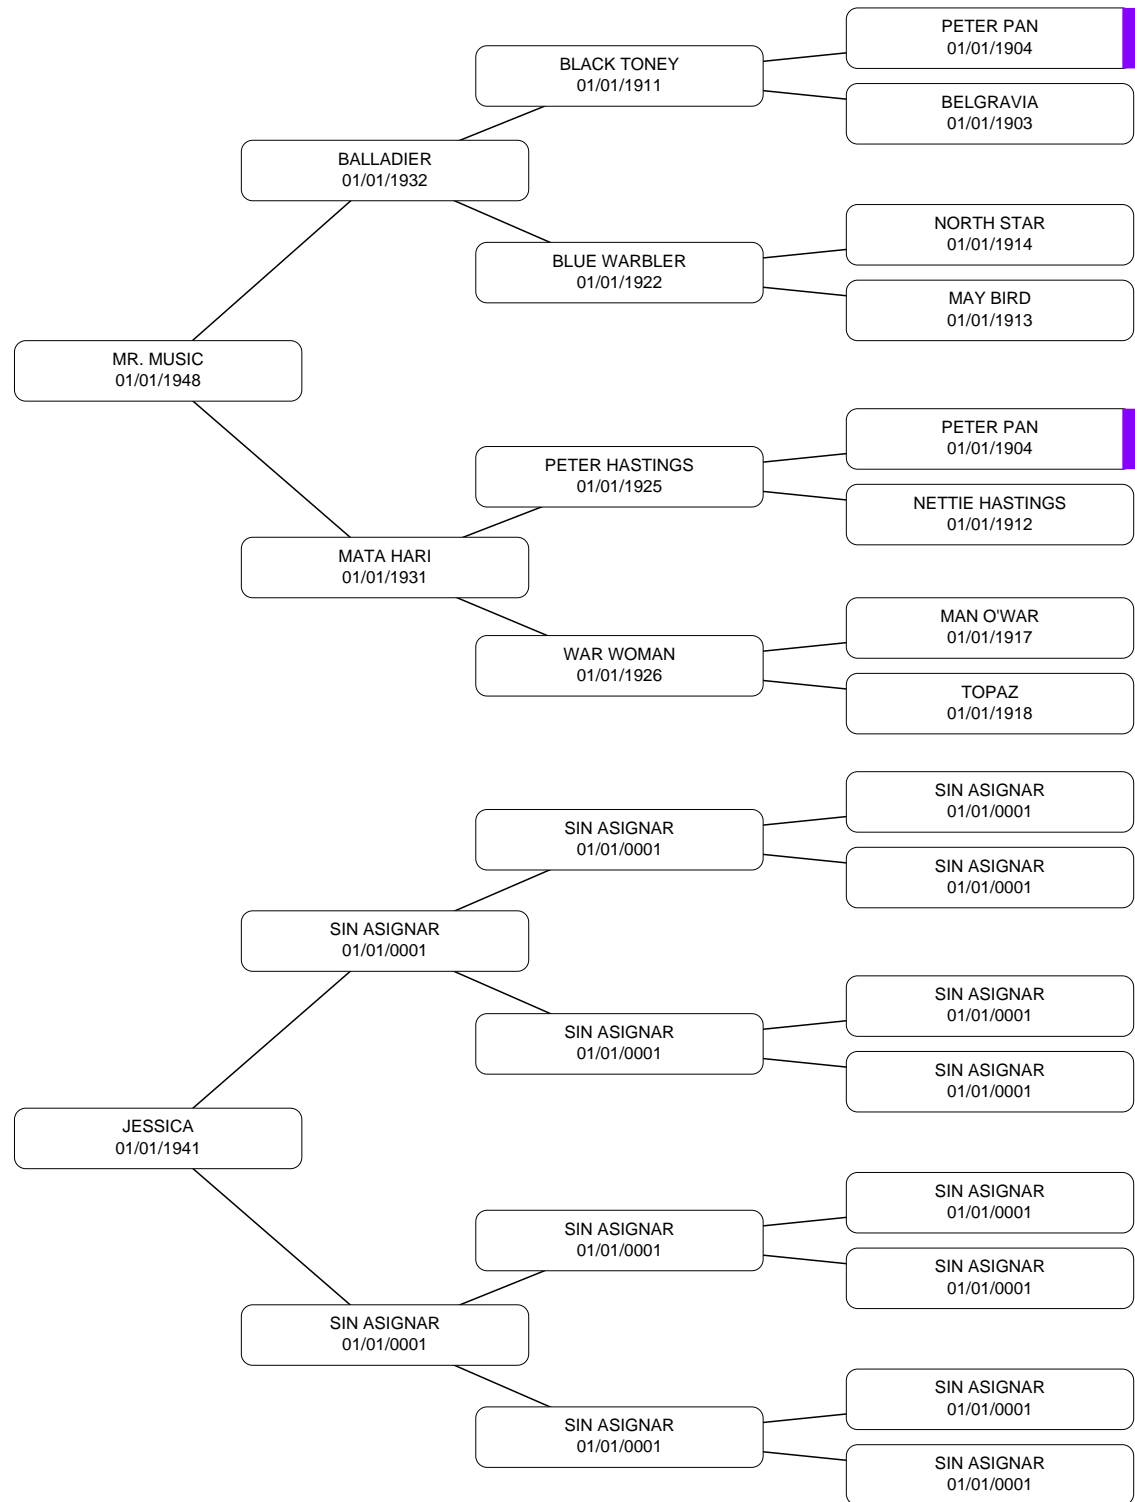 PETER PAN
01/01/1904
BLACK TONEY
01/01/1911
BELGRAVIA
01/01/1903
BALLADIER
01/01/1932
NORTH STAR
01/01/1914
BLUE WARBLER
01/01/1922
MAY BIRD
01/01/1913
MR. MUSIC
01/01/1948
PETER PAN
01/01/1904
PETER HASTINGS
01/01/1925
NETTIE HASTINGS
01/01/1912
MATA HARI
01/01/1931
MAN O'WAR
01/01/1917
WAR WOMAN
01/01/1926
TOPAZ
01/01/1918
SIN ASIGNAR
01/01/0001
SIN ASIGNAR
01/01/0001
SIN ASIGNAR
01/01/0001
SIN ASIGNAR
01/01/0001
SIN ASIGNAR
01/01/0001
SIN ASIGNAR
01/01/0001
SIN ASIGNAR
01/01/0001
JESSICA
01/01/1941
SIN ASIGNAR
01/01/0001
SIN ASIGNAR
01/01/0001
SIN ASIGNAR
01/01/0001
SIN ASIGNAR
01/01/0001
SIN ASIGNAR
01/01/0001
SIN ASIGNAR
01/01/0001
SIN ASIGNAR
01/01/0001